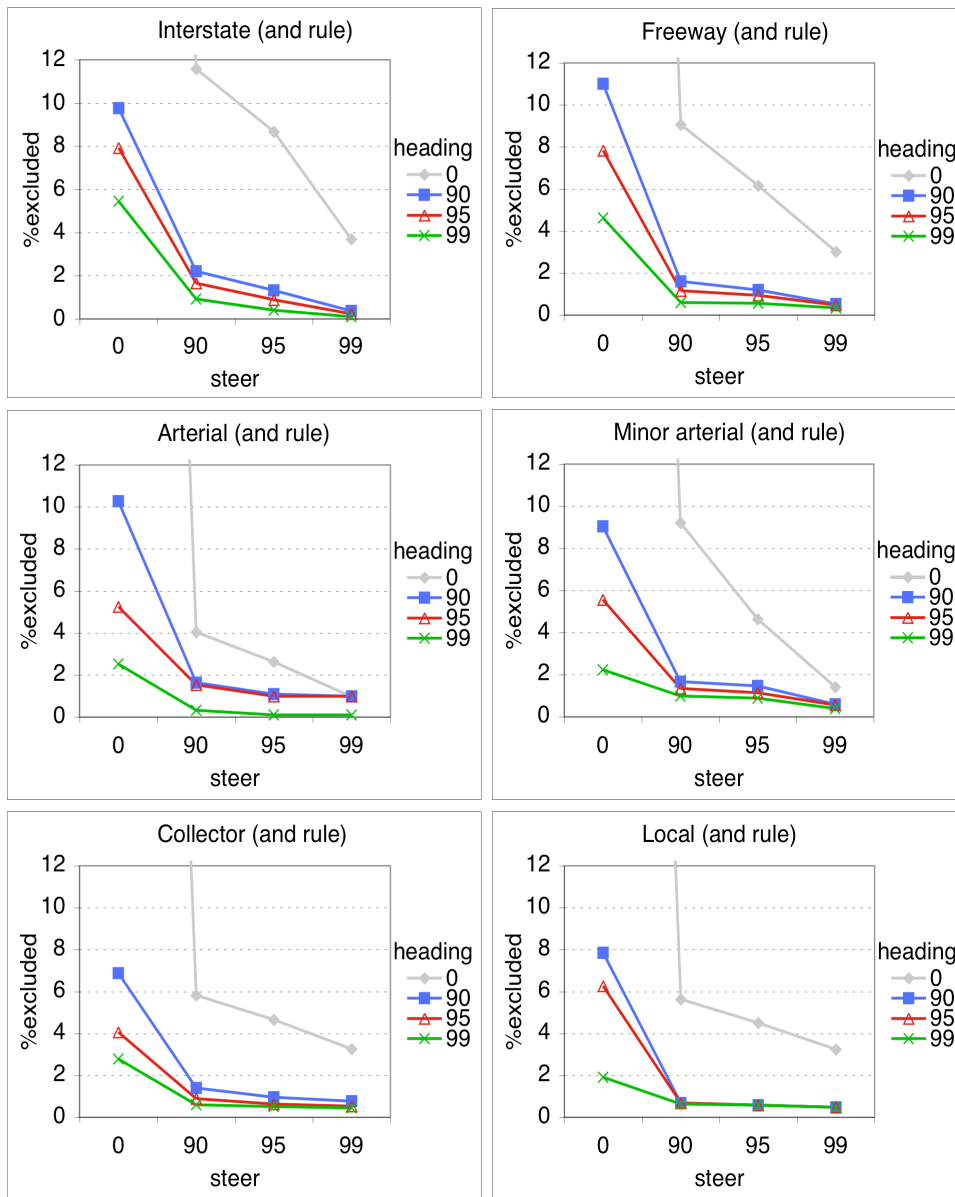 Interstate (and rule)
12
10
8
6
4
2
0
%excluded
0 90 95 99
steer
heading
0
90
95
99
Freeway (and rule)
12
10
8
6
4
2
0
%excluded
0 90 95 99
steer
heading
0
90
95
99
Arterial (and rule)
12
10
8
6
4
2
0
%excluded
0 90 95 99
steer
heading
0
90
95
99
Minor arterial (and rule)
12
10
8
6
4
2
0
%excluded
0 90 95 99
steer
heading
0
90
95
99
Collector (and rule)
12
10
8
6
4
2
0
%excluded
0 90 95 99
steer
heading
0
90
95
99
Local (and rule)
12
10
8
6
4
2
0
%excluded
0 90 95 99
steer
heading
0
90
95
99